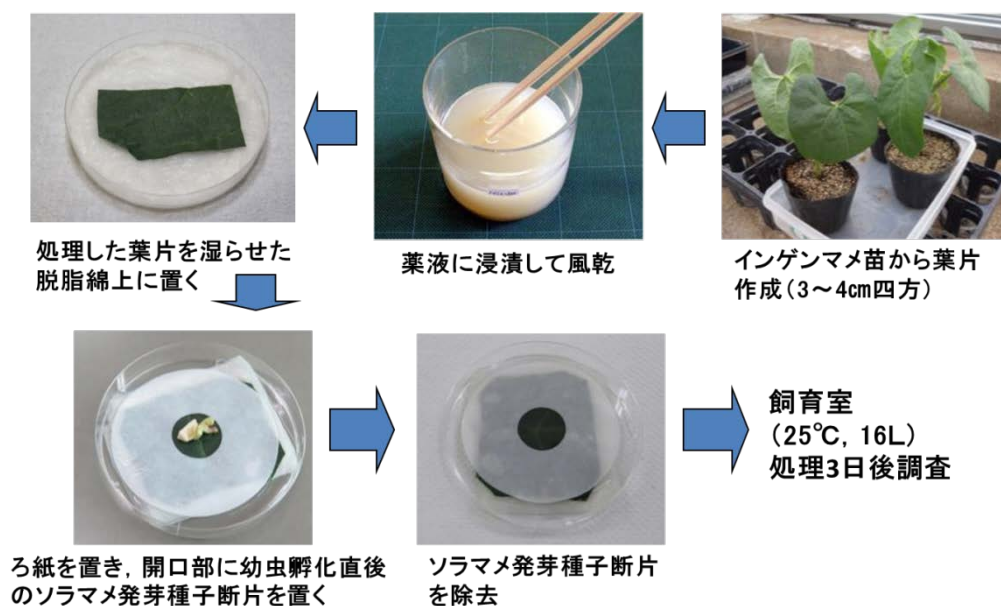 インゲンマメ苗から葉片
作成(3～4㎝四方)
薬液に浸漬して風乾
処理した葉片を湿らせた
脱脂綿上に置く
ろ紙を置き，開口部に幼虫孵化直後
のソラマメ発芽種子断片を置く
ソラマメ発芽種子断片
を除去
飼育室
(25℃，16L)
処理3日後調査